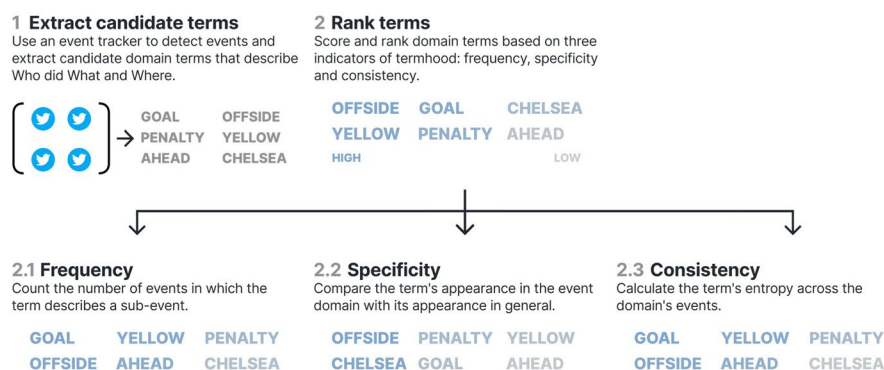 1 Extract candidate terms
Use an event tracker to detect events and
extract candidate domain terms that describe
Who did What and Where.
GOAL OFFSIDE
PENALTY YELLOW
AHEAD CHELSEA
2 Rank terms
Score and rank domain terms based on three
indicators of termhood: frequency, specificity
and consistency.
OFFSIDE GOAL CHELSEA
YELLOW PENALTY AHEAD
HIGH LOW
2.1 Frequency
Count the number of events in which the
term describes a sub-event.
GOAL YELLOW PENALTY
OFFSIDE AHEAD CHELSEA
2.2 Specificity
Compare the term's appearance in the event
domain with its appearance in general.
OFFSIDE PENALTY YELLOW
CHELSEA GOAL AHEAD
2.3 Consistency
Calculate the term's entropy across the
domain's events.
GOAL YELLOW PENALTY
OFFSIDE AHEAD CHELSEA